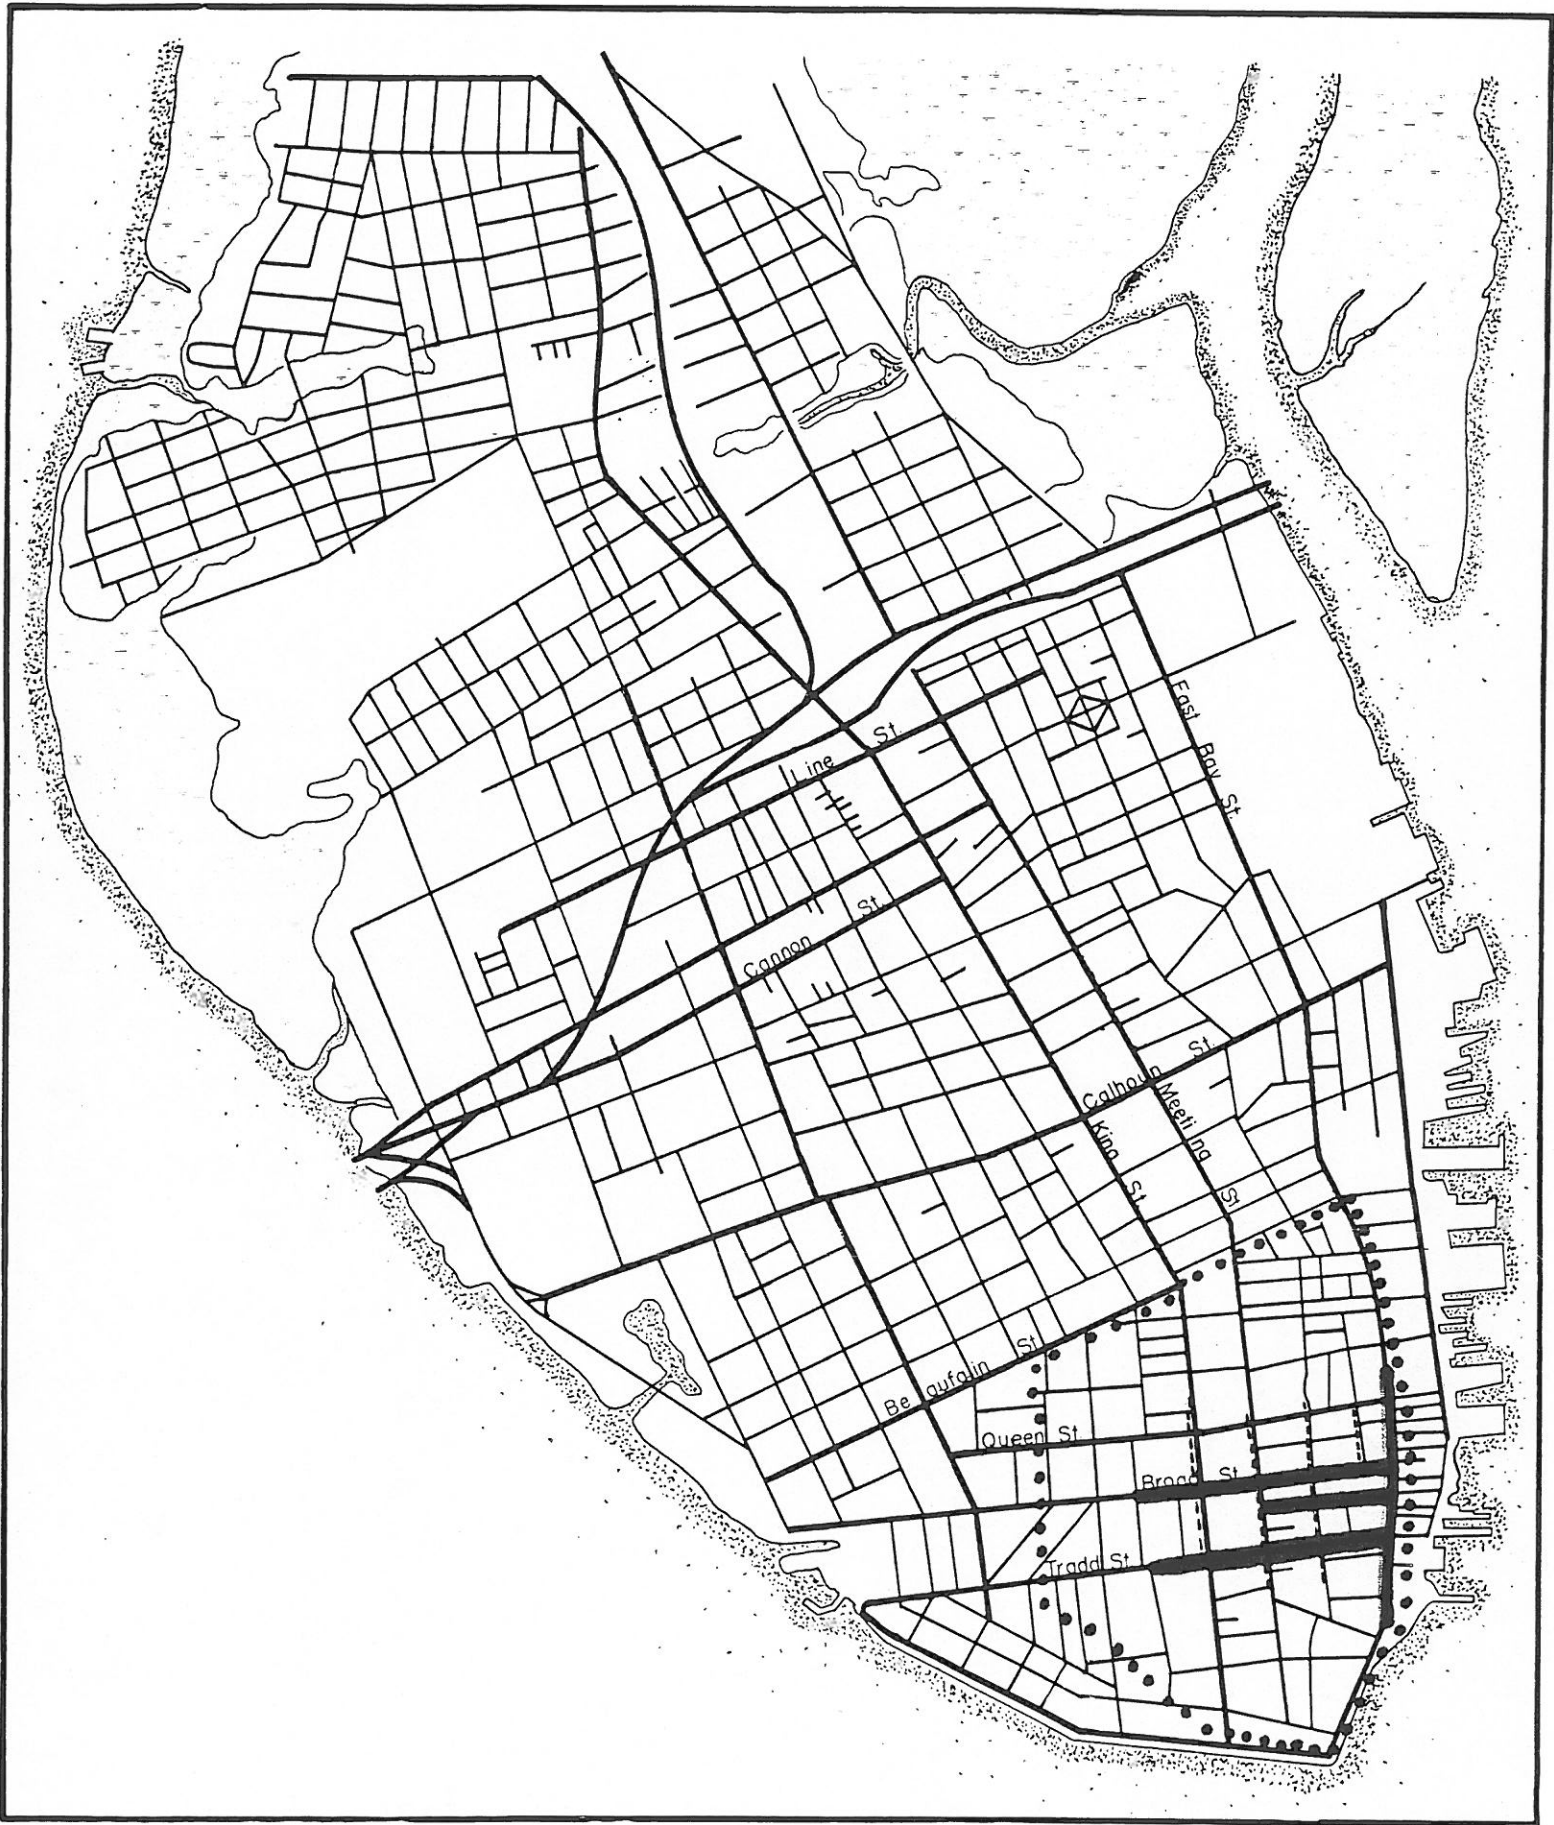 East Bay St.
Line St.
Cannon St.
Calhoun St.
Meeting St
King St.
Beaufain St.
Queen St.
Broad St.
Tradd St.